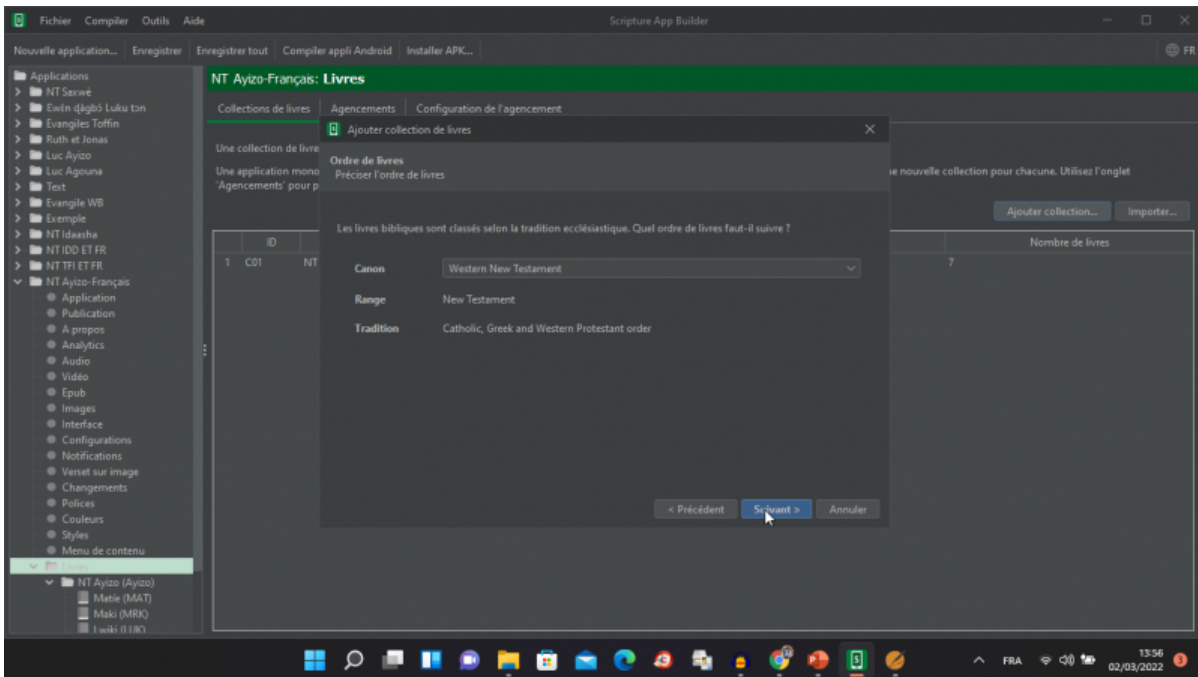 Fichier Compiler Outils Aide
Scripture App Builder
Nouvelle application... Enregistrer Enregistrer tout Compiler appli Android Installer APK...
FR
Applications
NT Saxwé
Ewìn ɖagbɔ̀ Luku tɔn
Evangiles Toffin
Ruth et Jonas
Luc Ayizo
Luc Agouna
Text
Evangile WB
Exemple
NT Idaasha
NT IDD ET FR
NT TFI ET FR
NT Ayizo-Français
Application
Publication
A propos
Analytics
Audio
Vidéo
Epub
Images
Interface
Configurations
Notifications
Verset sur image
Changements
Polices
Couleurs
Styles
Menu de contenu
Livres
NT Ayizo (Ayizo)
Matie (MAT)
Maki (MRK)
Lwiki (LUK)
NT Ayizo-Français: Livres
Collections de livres Agencements Configuration de l'agencement
Une collection de livre
Une application mono
e nouvelle collection pour chacune. Utilisez l'onglet
'Agencements' pour p
Ajouter collection... Importer...
ID
Nombre de livres
1 C01 NT
7
Ajouter collection de livres
Ordre de livres
Préciser l'ordre de livres
Les livres bibliques sont classés selon la tradition ecclésiastique. Quel ordre de livres faut-il suivre ?
Canon Western New Testament
Range New Testament
Tradition Catholic, Greek and Western Protestant order
< Précédent Suivant > Annuler
FRA
13:56
02/03/2022